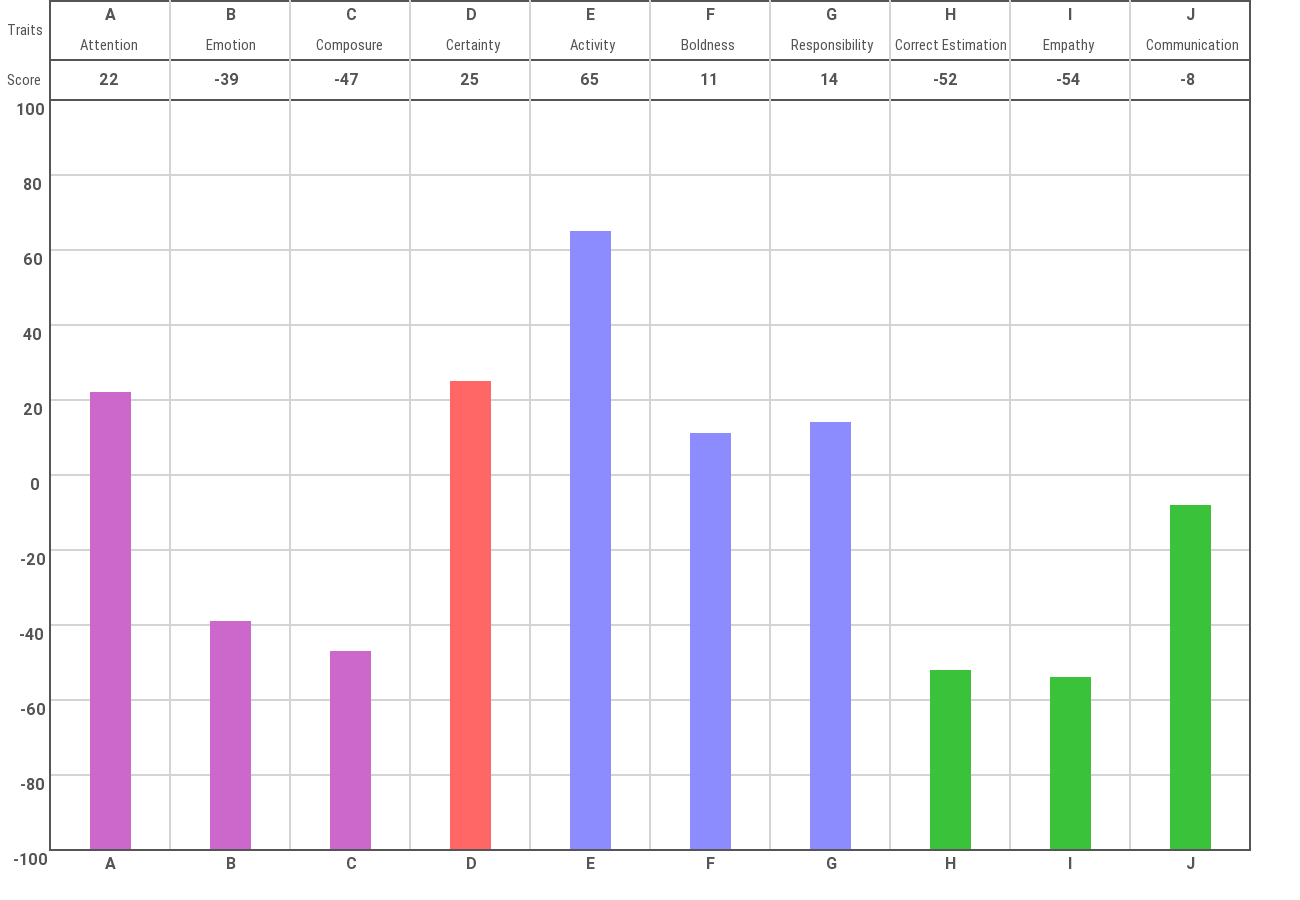 A B C D E F G H I J
Traits
Attention Emotion Composure Certainty Activity Boldness Responsibility Correct Estimation Empathy Communication
Score 22 -39 -47 25 65 11 14 -52 -54 -8
100
80
60
40
20
0
-20
-40
-60
-80
-100
A B C D E F G H I J